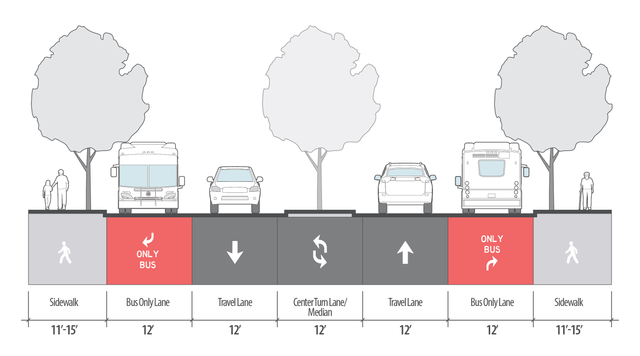 ONLY
BUS
ONLY
BUS
Sidewalk
Bus Only Lane
Travel Lane
Center Turn Lane/
Median
Travel Lane
Bus Only Lane
Sidewalk
11'-15'
12'
12'
12'
12'
12'
11'-15'